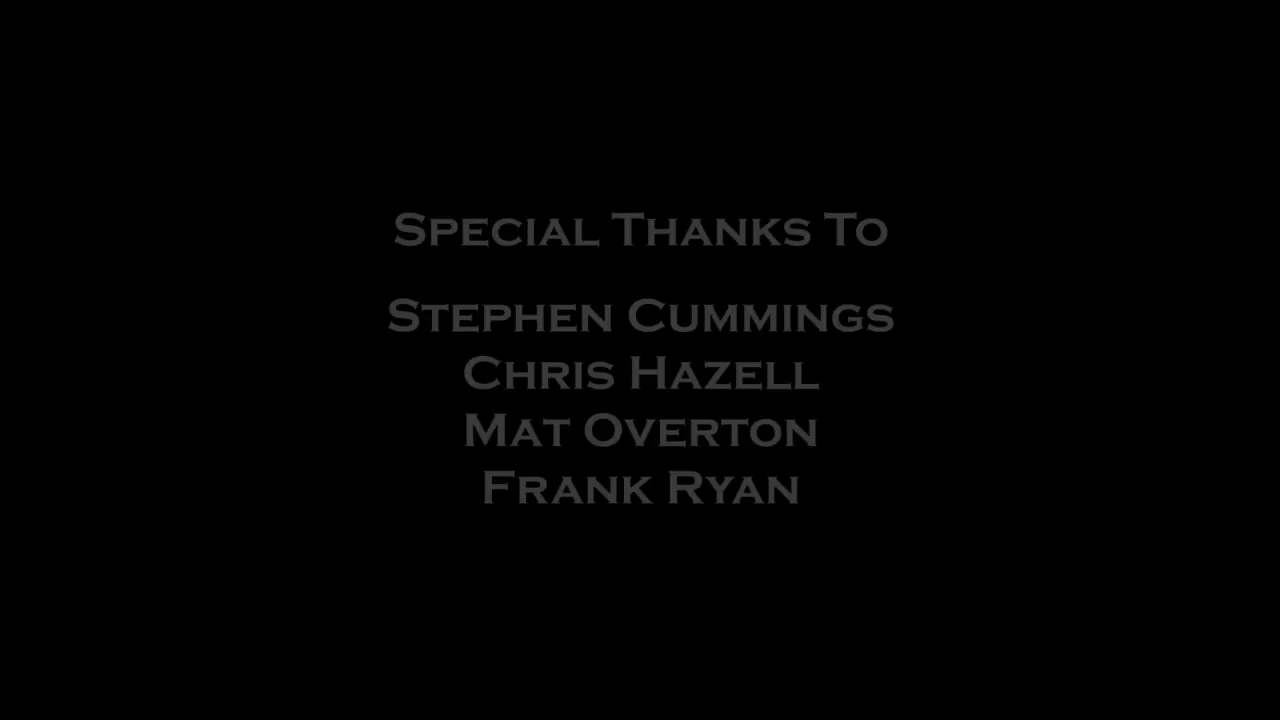 Special Thanks To
Stephen Cummings
Chris Hazell
Mat Overton
Frank Ryan